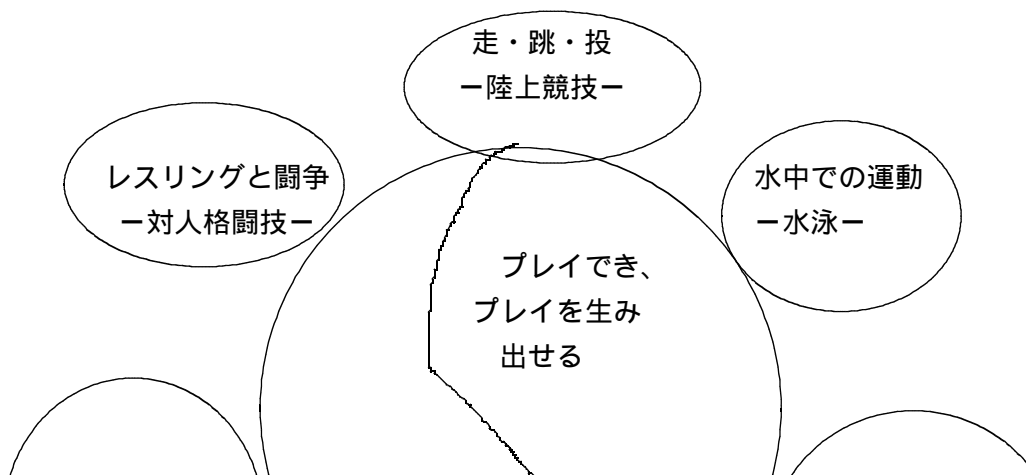 走・跳・投
ー陸上競技ー
レスリングと闘争
ー対人格闘技ー
水中での運動
ー水泳ー
プレイでき、
プレイを生み
出せる